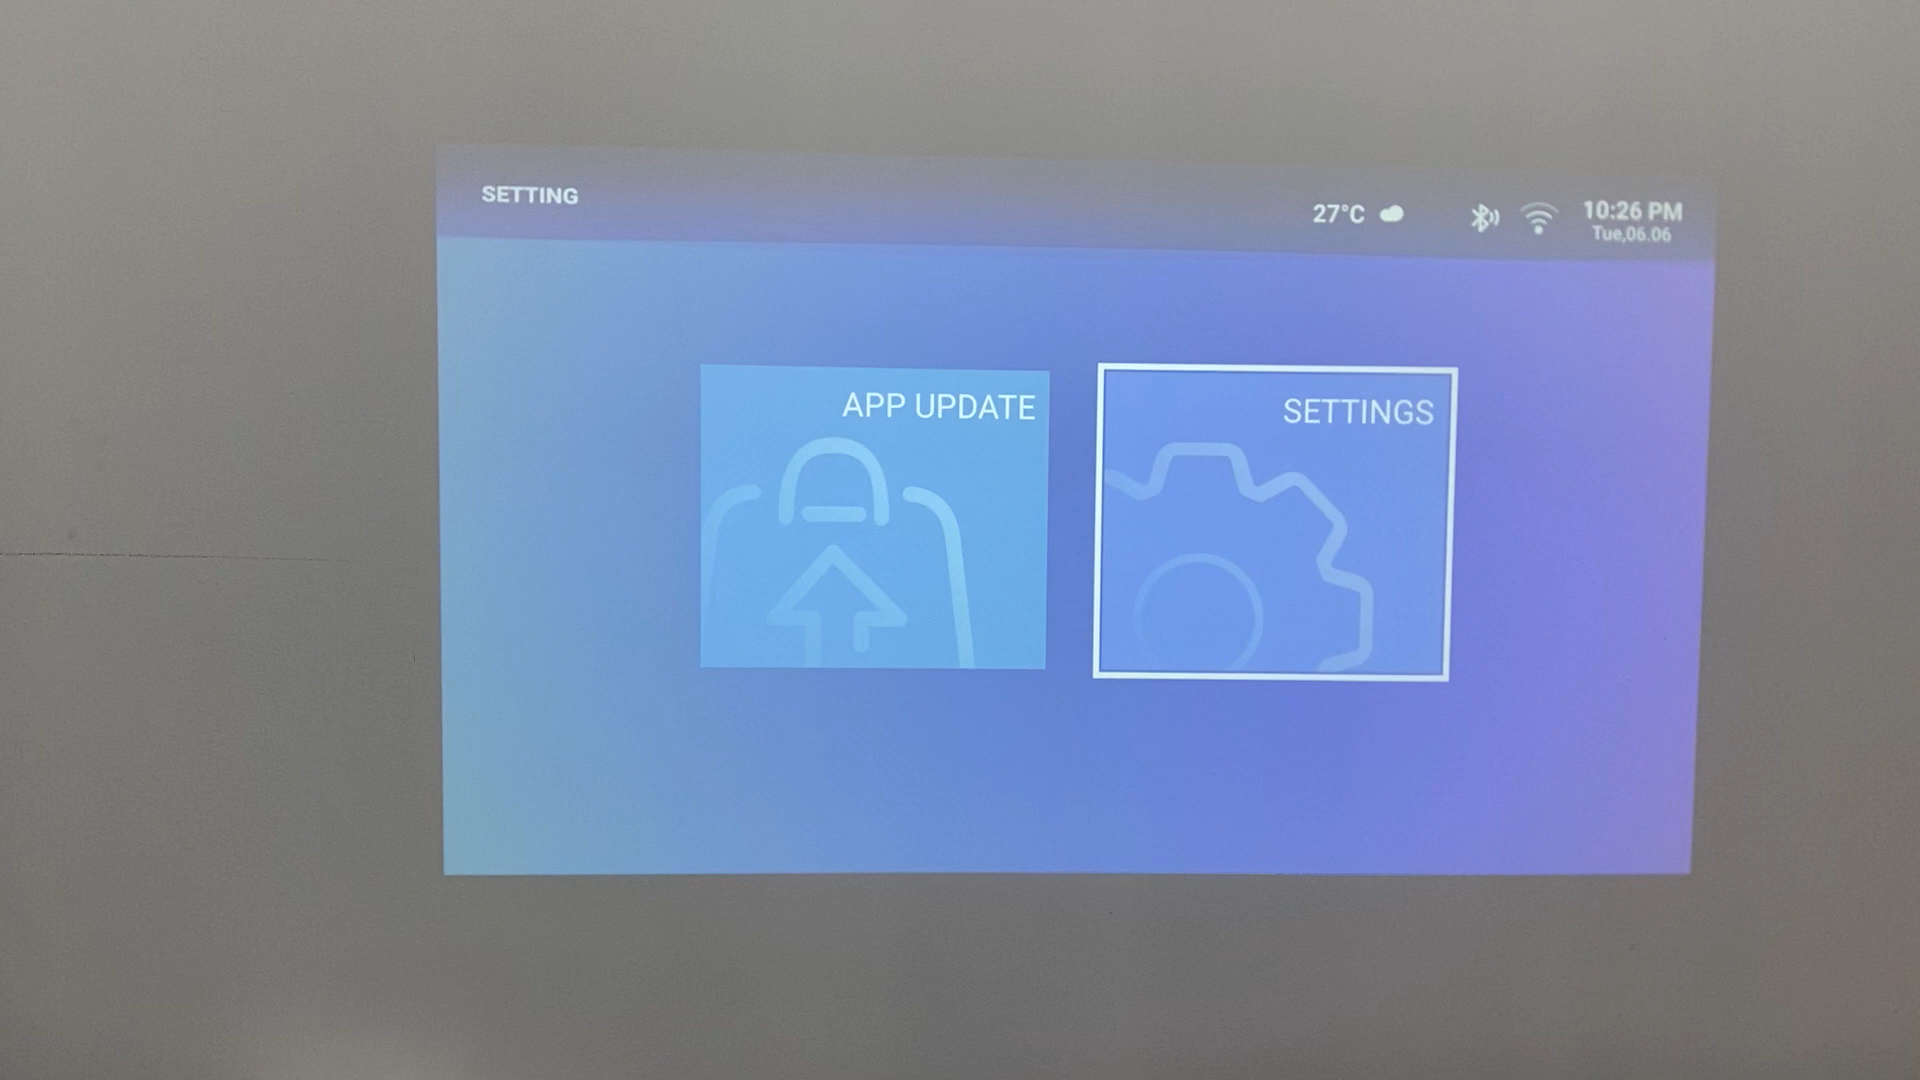 SETTING
27°C
10:26 PM
Tue,06.06
APP UPDATE
SETTINGS